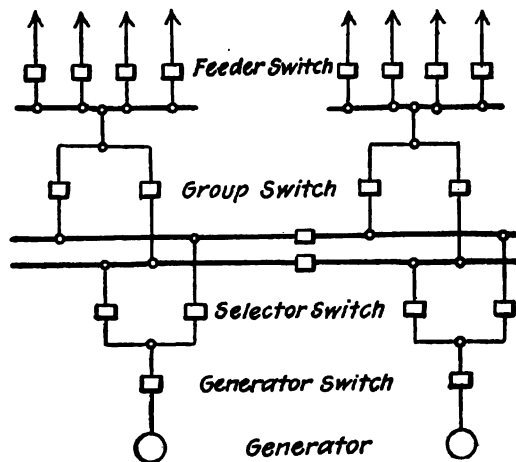 Feeder Switch
Group Switch
Selector Switch
Generator Switch
Generator